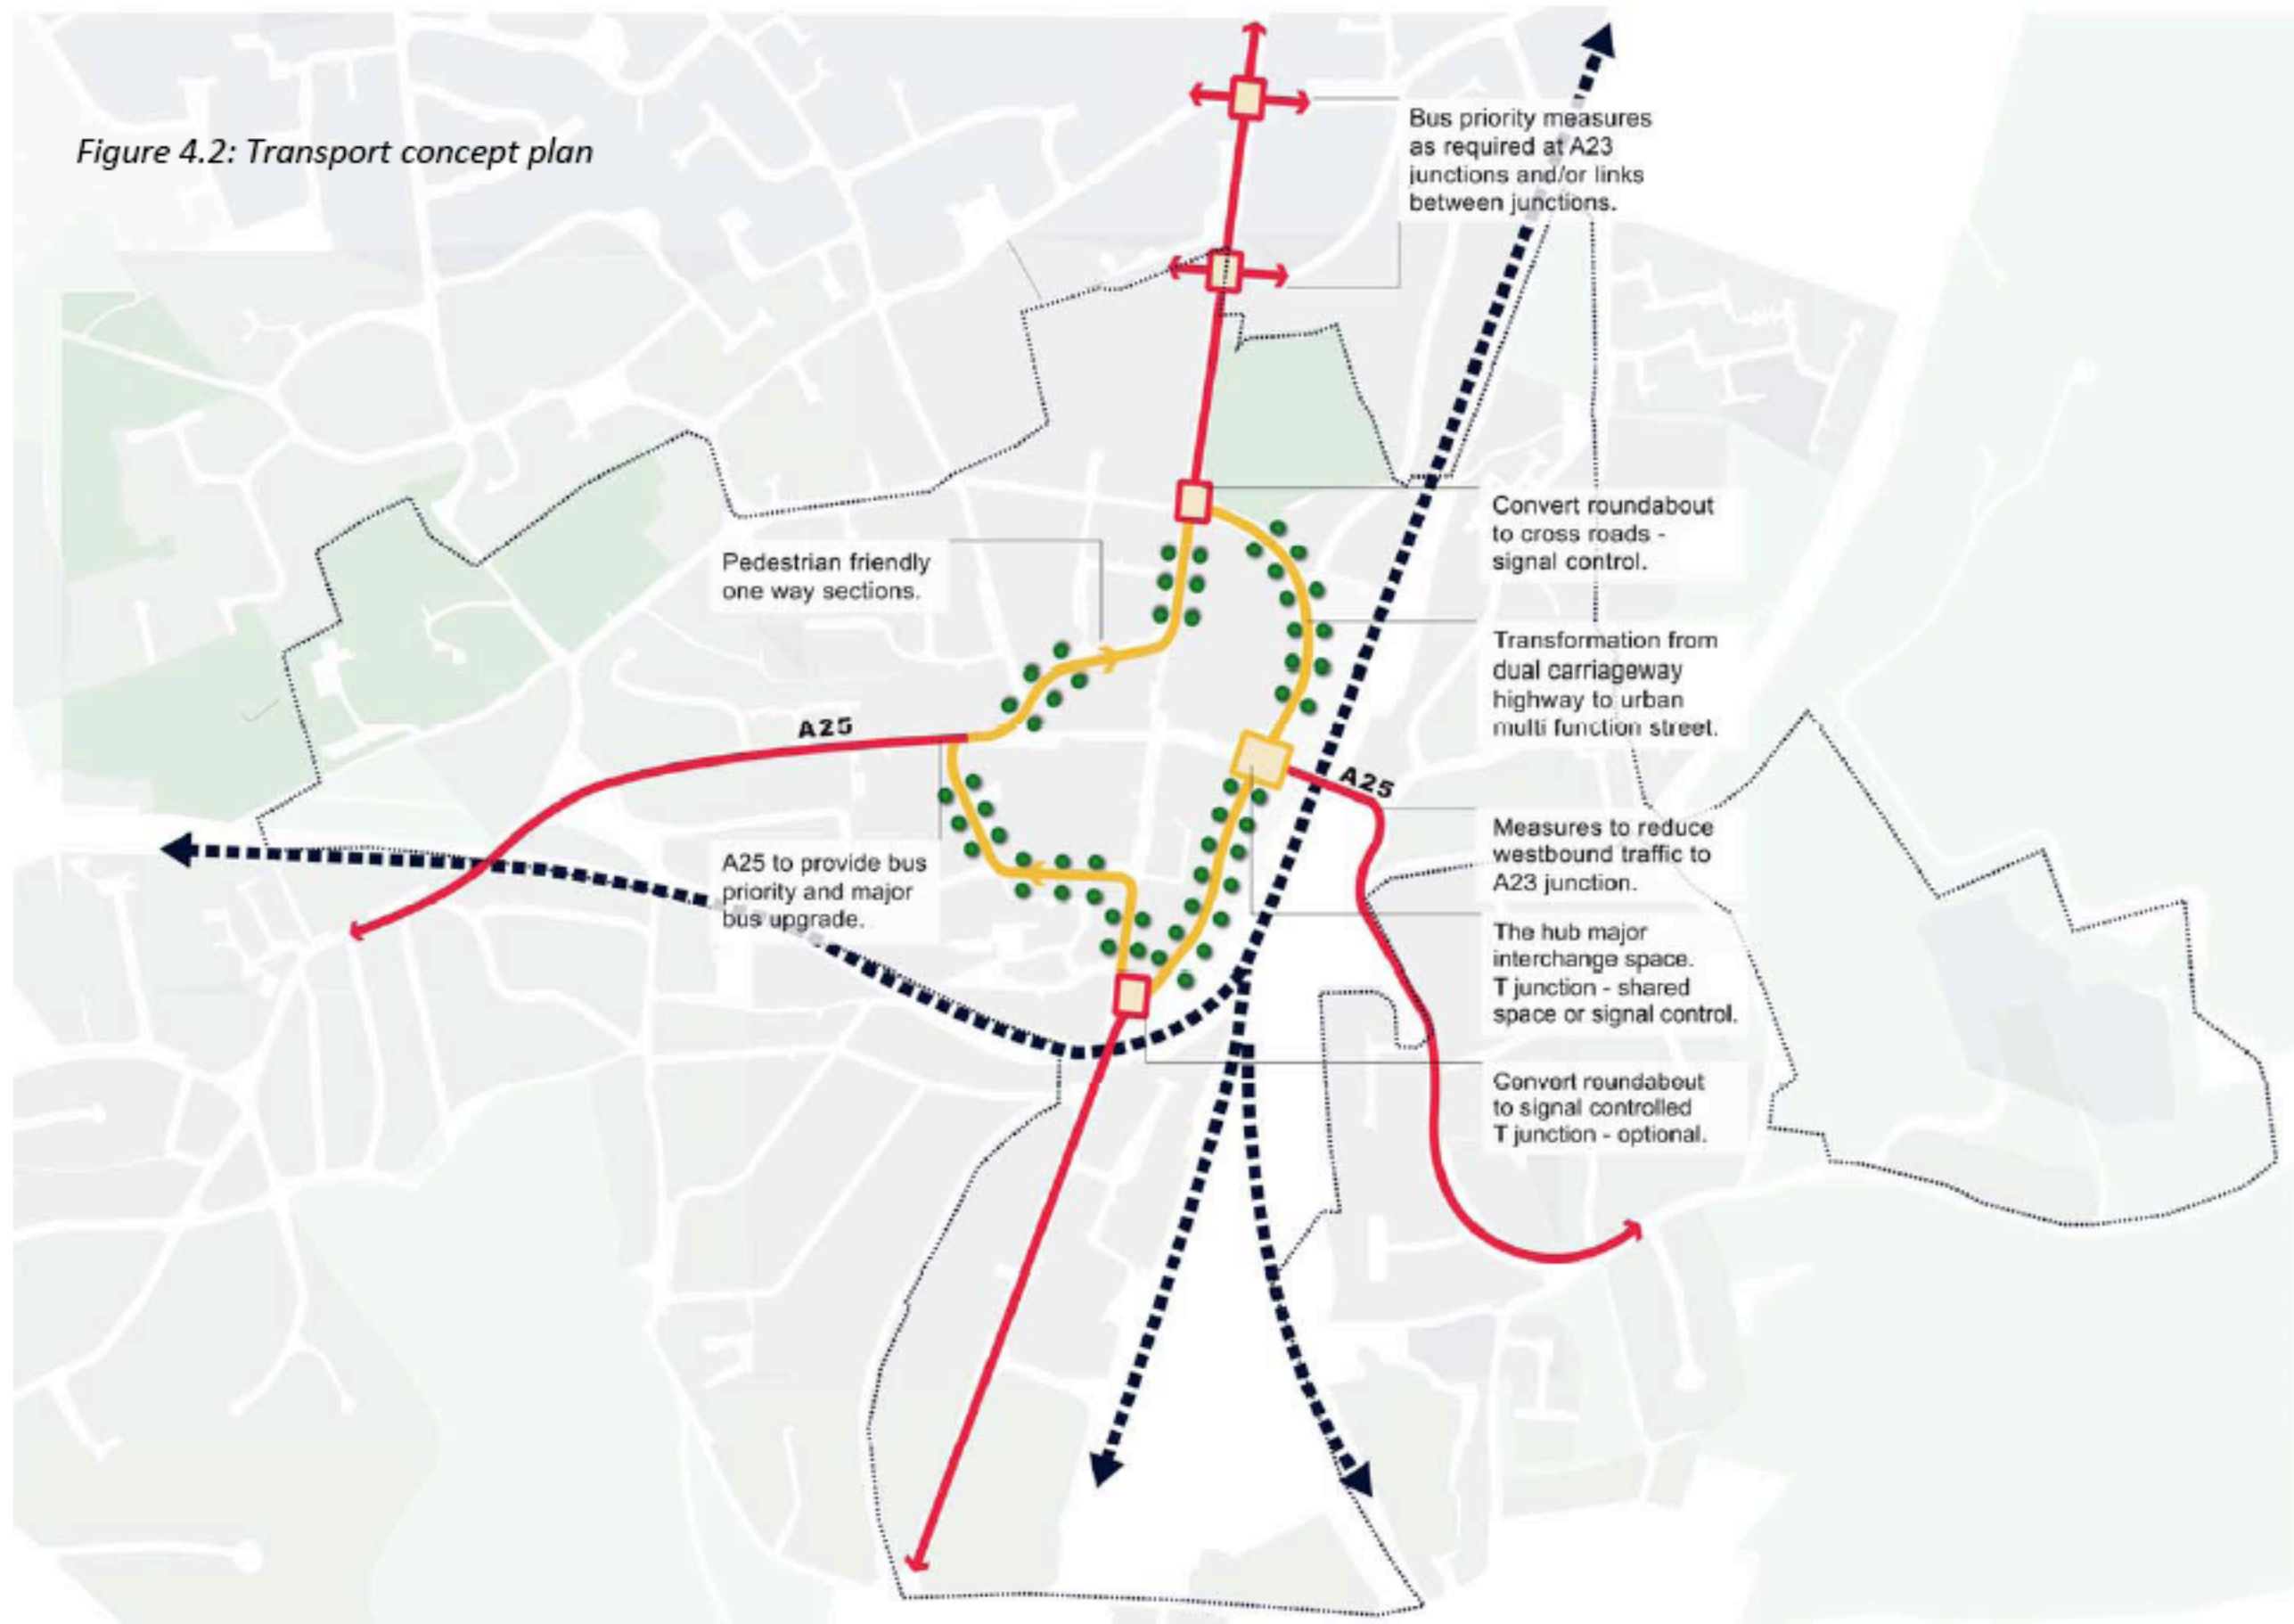 Figure 4.2: Transport concept plan
Bus priority measures
as required at A23
junctions and/or links
between junctions.
Convert roundabout
to cross roads -
signal control.
Pedestrian friendly
one way sections.
Transformation from
dual carriageway
highway to urban
multi function street.
A25
A25
Measures to reduce
westbound traffic to
A23 junction.
A25 to provide bus
priority and major
bus upgrade.
The hub major
interchange space.
T junction - shared
space or signal control.
Convert roundabout
to signal controlled
T junction - optional.